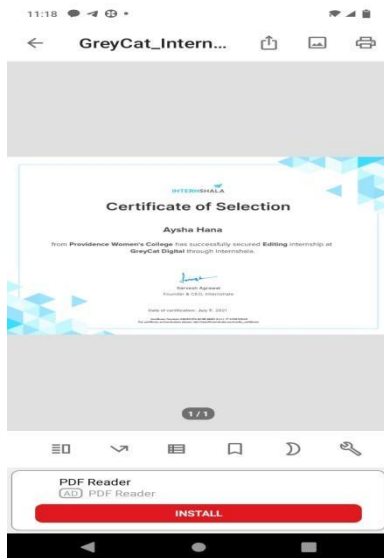 11:18
GreyCat_Intern...
INTERNSHALA
Certificate of Selection
Aysha Hana
from Providence Women's College has successfully secured Editing internship at
GreyCat Digital through Internshala.
Sarvesh Agrawal
Founder & CEO, Internshala
Date of certification: July 8, 2021
1/1
PDF Reader
AD PDF Reader
INSTALL